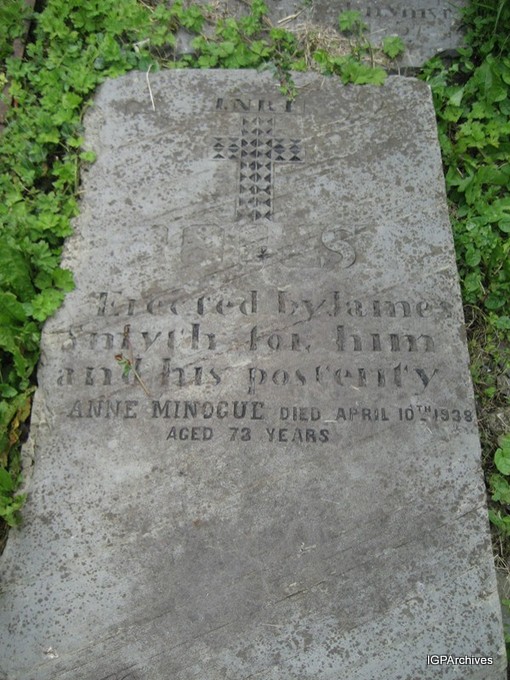 INRI
I H S
Erected by James
Smyth for him
and his posterity
ANNE MINOGUE DIED APRIL 10TH 1938
AGED 73 YEARS
IGPArchives